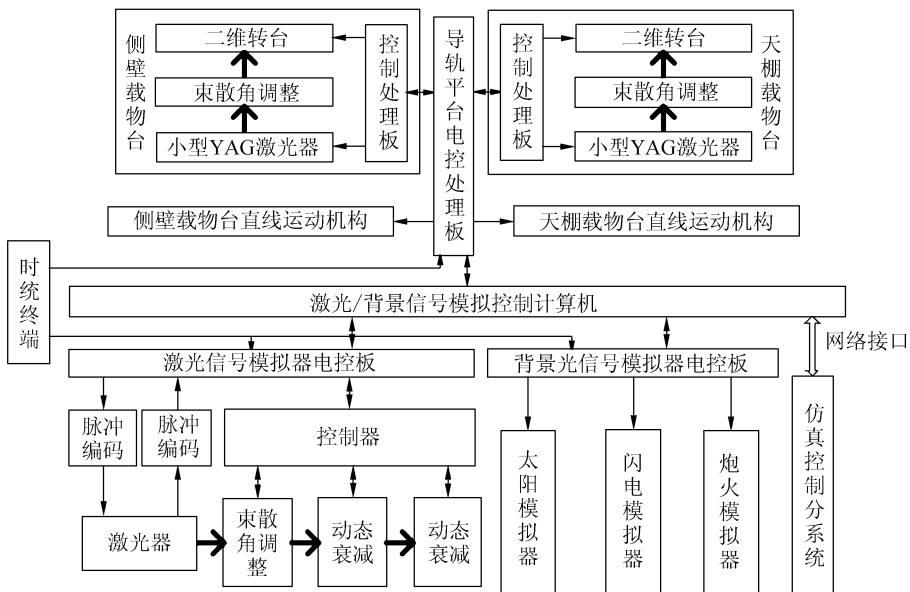 侧壁载物台
二维转台
束散角调整
小型YAG激光器
控制处理板
导轨平台电控处理板
控制处理板
二维转台
束散角调整
小型YAG激光器
天棚载物台
侧壁载物台直线运动机构
天棚载物台直线运动机构
时统终端
激光/背景信号模拟控制计算机
网络接口
激光信号模拟器电控板
背景光信号模拟器电控板
脉冲
编码
脉冲
编码
控制器
激光器
束散
角调
整
动态
衰减
动态
衰减
太阳模拟器
闪电模拟器
炮火模拟器
仿真控制分系统